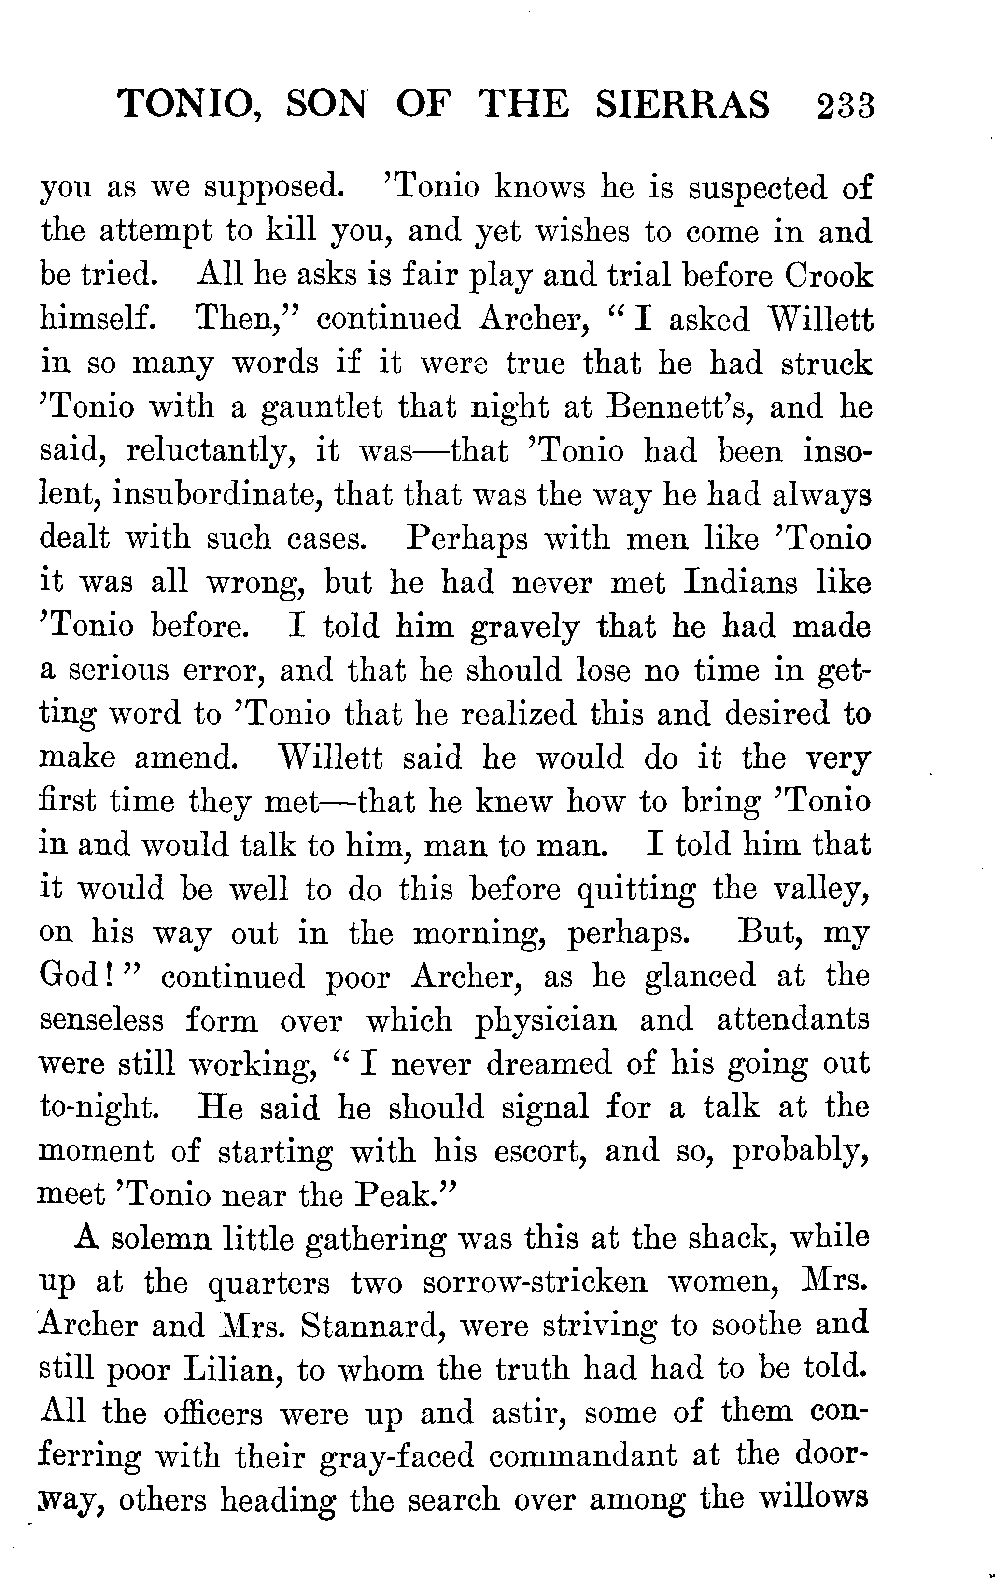 TONIO, SON OF THE SIERRAS 233
you as we supposed. ’Tonio knows he is suspected of
the attempt to kill you, and yet wishes to come in and
be tried. All he asks is fair play and trial before Crook
himself. Then,” continued Archer, “ I asked Willett
in so many words if it were true that he had struck
’Tonio with a gauntlet that night at Bennett’s, and he
said, reluctantly, it was—that ’Tonio had been inso-
lent, insubordinate, that that was the way he had always
dealt with such cases. Perhaps with men like ’Tonio
it was all wrong, but he had never met Indians like
’Tonio before. I told him gravely that he had made
a serious error, and that he should lose no time in get-
ting word to ’Tonio that he realized this and desired to
make amend. Willett said he would do it the very
first time they met—that he knew how to bring ’Tonio
in and would talk to him, man to man. I told him that
it would be well to do this before quitting the valley,
on his way out in the morning, perhaps. But, my
God! ” continued poor Archer, as he glanced at the
senseless form over which physician and attendants
were still working, “ I never dreamed of his going out
to-night. He said he should signal for a talk at the
moment of starting with his escort, and so, probably,
meet ’Tonio near the Peak.”
A solemn little gathering was this at the shack, while
up at the quarters two sorrow-stricken women, Mrs.
Archer and Mrs. Stannard, were striving to soothe and
still poor Lilian, to whom the truth had had to be told.
All the officers were up and astir, some of them con-
ferring with their gray-faced commandant at the door-
way, others heading the search over among the willows